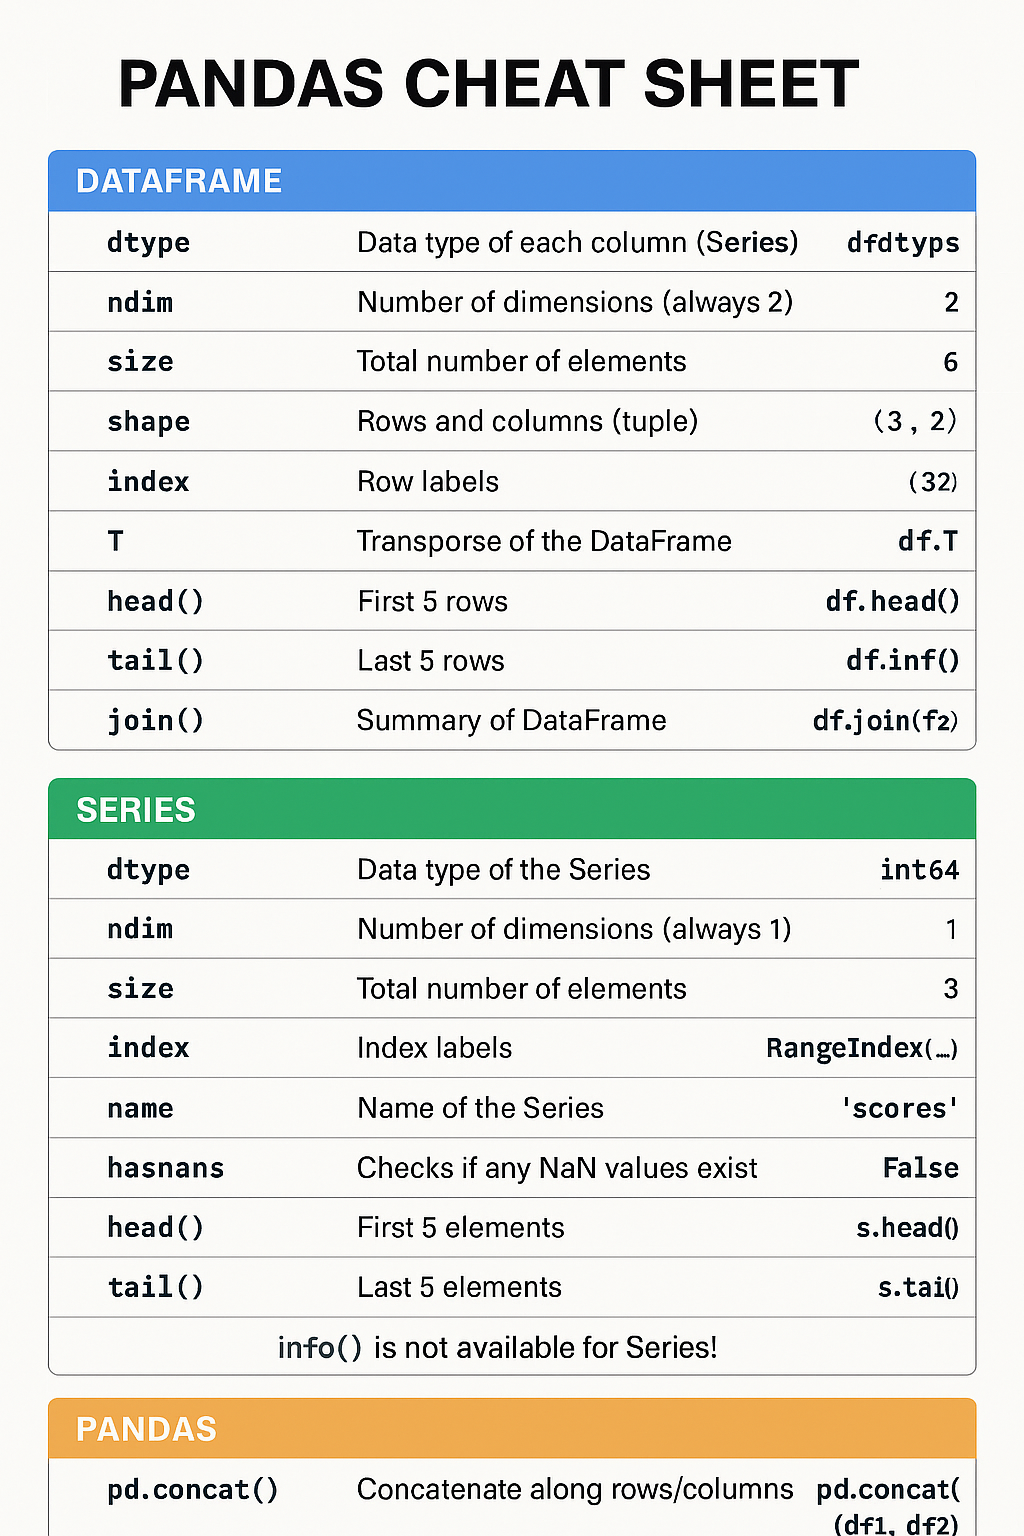 PANDAS CHEAT SHEET
DATAFRAME
dtype Data type of each column (Series) dfdtyps
ndim Number of dimensions (always 2) 2
size Total number of elements 6
shape Rows and columns (tuple) (3, 2)
index Row labels (32)
T Transporse of the DataFrame df.T
head() First 5 rows df.head()
tail() Last 5 rows df.inf()
join() Summary of DataFrame df.join(f2)
SERIES
dtype Data type of the Series int64
ndim Number of dimensions (always 1) 1
size Total number of elements 3
index Index labels RangeIndex(…)
name Name of the Series 'scores'
hasnans Checks if any NaN values exist False
head() First 5 elements s.head()
tail() Last 5 elements s.tai()
info() is not available for Series!
PANDAS
pd.concat() Concatenate along rows/columns pd.concat(
(df1, df2)